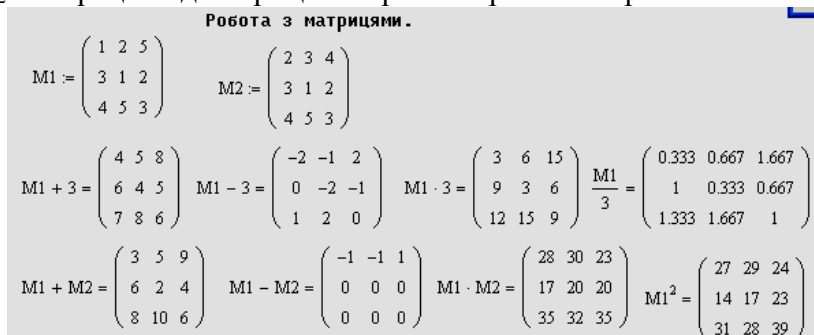 Робота з матрицями.
M1 := ( 1 2 5 ; 3 1 2 ; 4 5 3 ) M2 := ( 2 3 4 ; 3 1 2 ; 4 5 3 )
M1 + 3 = ( 4 5 8 ; 6 4 5 ; 7 8 6 ) M1 − 3 = ( −2 −1 2 ; 0 −2 −1 ; 1 2 0 ) M1 · 3 = ( 3 6 15 ; 9 3 6 ; 12 15 9 ) M1/3 = ( 0.333 0.667 1.667 ; 1 0.333 0.667 ; 1.333 1.667 1 )
M1 + M2 = ( 3 5 9 ; 6 2 4 ; 8 10 6 ) M1 − M2 = ( −1 −1 1 ; 0 0 0 ; 0 0 0 ) M1 · M2 = ( 28 30 23 ; 17 20 20 ; 35 32 35 ) M1² = ( 27 29 24 ; 14 17 23 ; 31 28 39 )